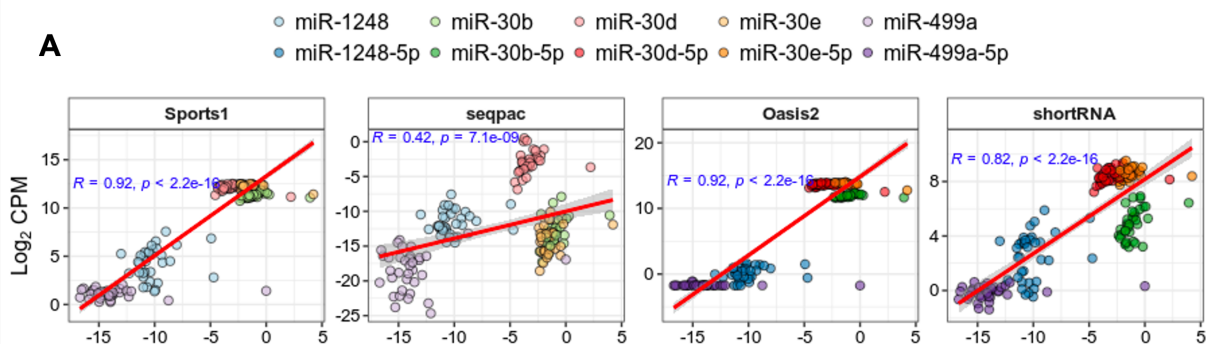 A
miR-1248 miR-30b miR-30d miR-30e miR-499a
miR-1248-5p miR-30b-5p miR-30d-5p miR-30e-5p miR-499a-5p
Sports1 seqpac Oasis2 shortRNA
Log2 CPM
R = 0.92, p < 2.2e-16
15
10
5
0
-15 -10 -5 0 5
R = 0.42, p = 7.1e-09
0
-5
-10
-15
-20
-25
-15 -10 -5 0 5
R = 0.92, p < 2.2e-16
20
10
0
-15 -10 -5 0 5
R = 0.82, p < 2.2e-16
8
4
0
-15 -10 -5 0 5